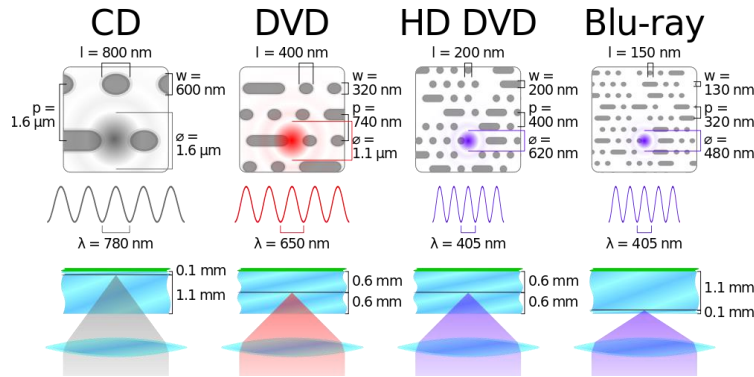 CD
l = 800 nm
w =
600 nm
p =
1.6 µm
⌀ =
1.6 µm
λ = 780 nm
0.1 mm
1.1 mm
DVD
l = 400 nm
w =
320 nm
p =
740 nm
⌀ =
1.1 µm
λ = 650 nm
0.6 mm
0.6 mm
HD DVD
l = 200 nm
w =
200 nm
p =
400 nm
⌀ =
620 nm
λ = 405 nm
0.6 mm
0.6 mm
Blu-ray
l = 150 nm
w =
130 nm
p =
320 nm
⌀ =
480 nm
λ = 405 nm
1.1 mm
0.1 mm